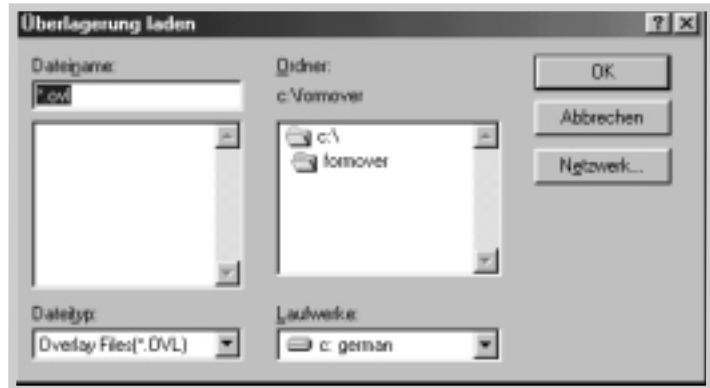 Überlagerung laden
Dateiname:
*.ovl
Dateityp:
Overlay Files(*.OVL)
Ordner:
c:\formover
c:\
formover
Laufwerke:
c: german
OK
Abbrechen
Netzwerk...